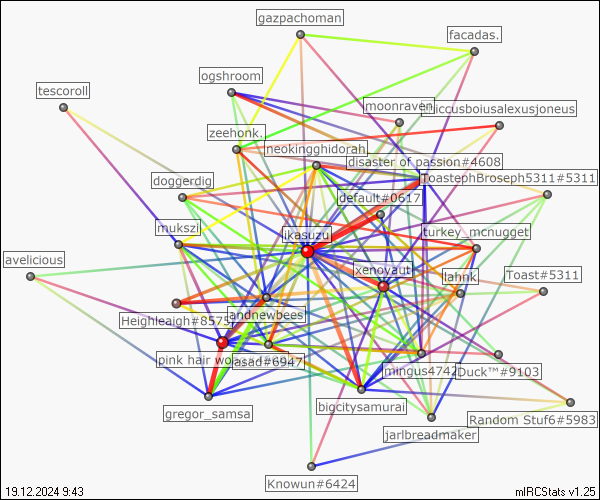 gazpachoman
facadas.
ogshroom
tescoroll
moonraven
zeehonk.
neokingghidorah
disaster of passion#4608
ToastephBroseph5311#5311
doggerdig
default#0617
mukszi
ikasuzu
turkey_mcnugget
avelicious
xenoyaut
lahnk
Toast#5311
andnewbees
Heighleaigh#8575
pink hair wo
asad#6947
mingus4742
Duck™#9103
gregor_samsa
bigcitysamurai
Random Stuf6#5983
jarlbreadmaker
Knowun#6424
19.12.2024 9:43
mIRCStats v1.25